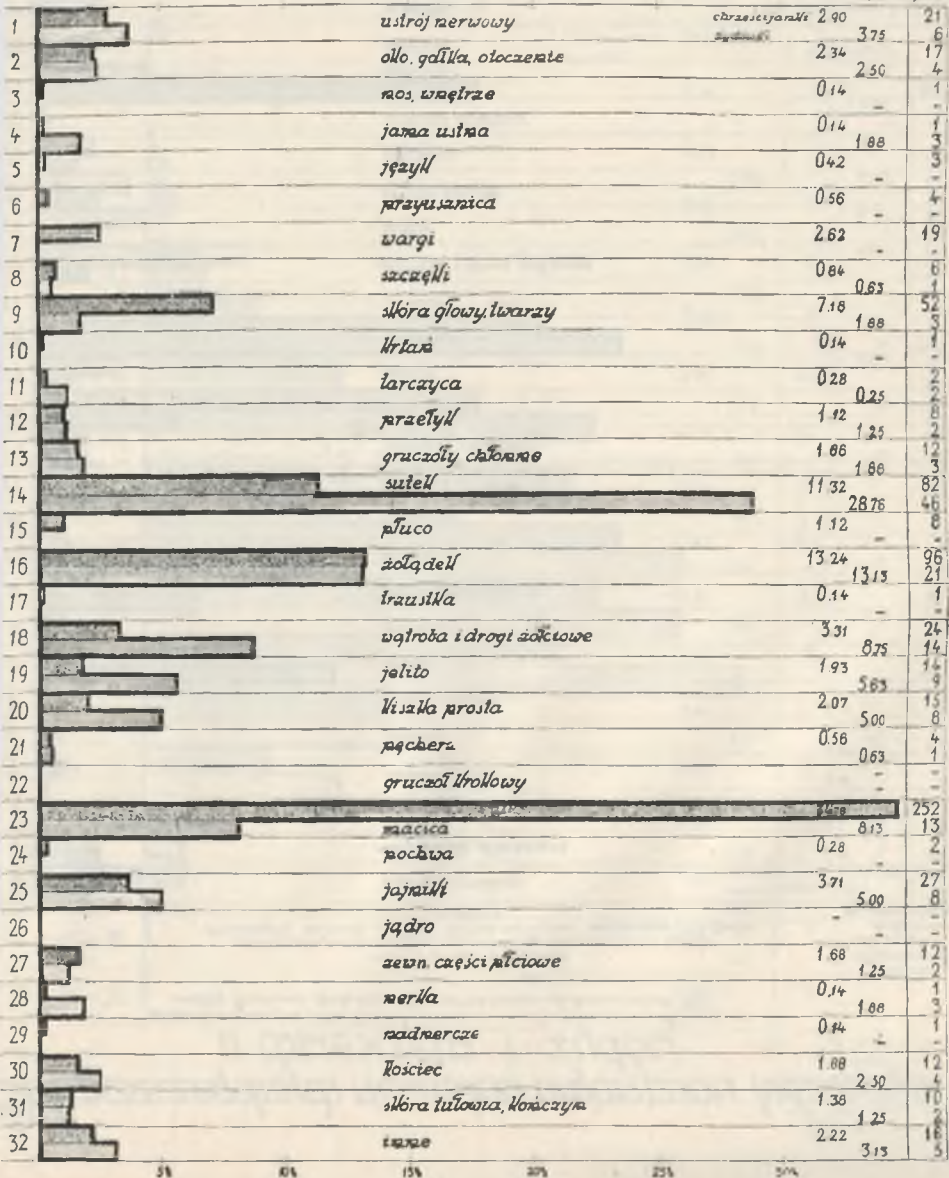 1 ustrój nerwowy chrześcijanki 2.90 21
żydówki 3.75 6
2 oko, gałka, otoczenie 2.34 17
2.50 4
3 nos, wnętrze 0.14 1
- -
4 jama ustna 0.14 1
1.88 3
5 język 0.42 3
- -
6 przyusznica 0.56 4
- -
7 wargi 2.62 19
- -
8 szczęki 0.84 6
0.63 1
9 skóra głowy, twarzy 7.18 52
1.88 3
10 krtań 0.14 1
- -
11 tarczyca 0.28 2
0.25 2
12 przełyk 1.12 8
1.25 2
13 gruczoły chłonne 1.66 12
1.88 3
14 sutek 11.32 82
28.75 46
15 płuco 1.12 8
- -
16 żołądek 13.24 96
13.13 21
17 trzustka 0.14 1
- -
18 wątroba i drogi żółciowe 3.31 24
8.75 14
19 jelito 1.93 14
5.63 9
20 kiszka prosta 2.07 15
5.00 8
21 pęcherz 0.56 4
0.63 1
22 gruczoł krokowy - -
- -
23 macica 252
8.13 13
24 pochwa 0.28 2
- -
25 jajniki 3.71 27
5.00 8
26 jądro - -
- -
27 zewn. części płciowe 1.68 12
1.25 2
28 nerka 0.14 1
1.88 3
29 nadnercze 0.14 1
- -
30 kościec 1.68 12
2.50 4
31 skóra tułowia, kończyn 1.38 10
1.25 2
32 inne 2.22 16
3.13 5
5% 10% 15% 20% 25% 30%